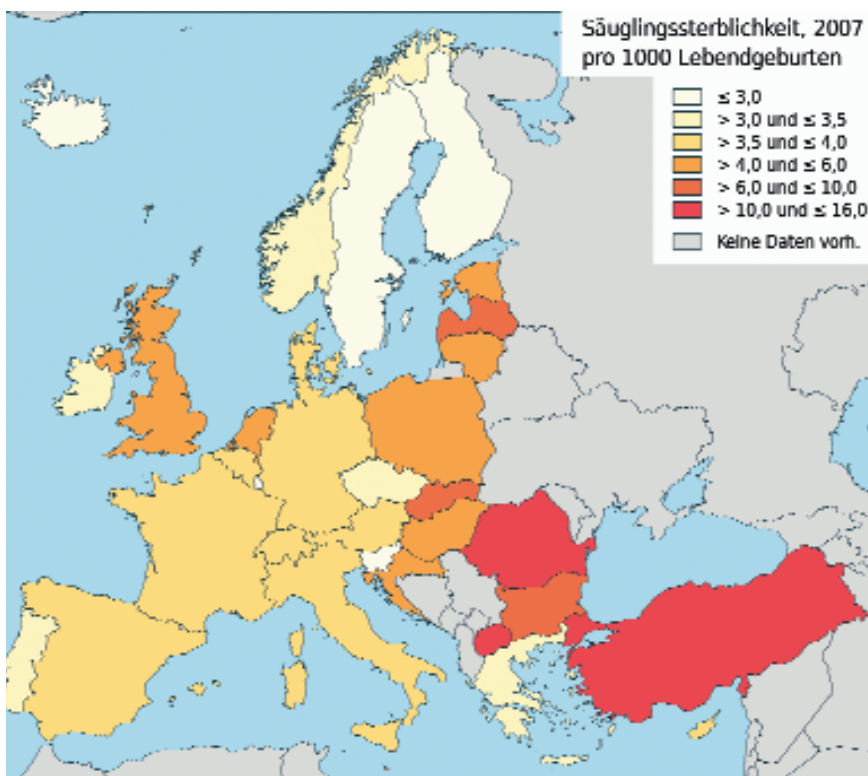 Säuglingssterblichkeit, 2007
pro 1000 Lebendgeburten
≤ 3,0
> 3,0 und ≤ 3,5
> 3,5 und ≤ 4,0
> 4,0 und ≤ 6,0
> 6,0 und ≤ 10,0
> 10,0 und ≤ 16,0
Keine Daten vorh.